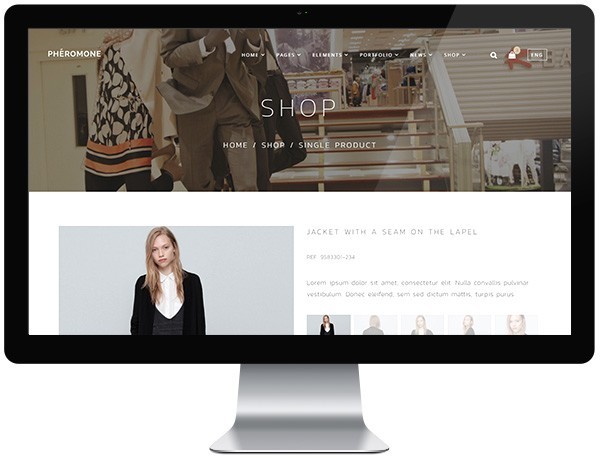 PHÉROMONE
HOME PAGES ELEMENTS PORTFOLIO NEWS SHOP ENG
SHOP
HOME / SHOP / SINGLE PRODUCT
JACKET WITH A SEAM ON THE LAPEL
REF. 9583301-234
Lorem ipsum dolor sit amet, consectetur elit. Nulla convallis pulvinar
vestibulum. Donec eleifend, sem sed dictum mattis, turpis purus